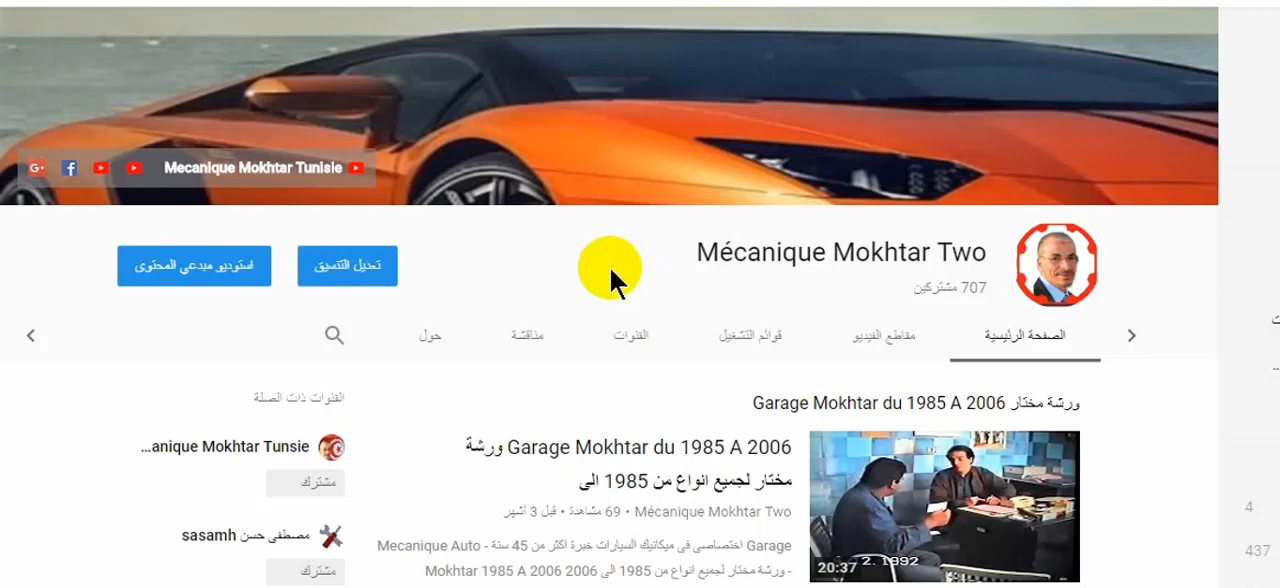 Mecanique Mokhtar Tunisie
Mécanique Mokhtar Two
707 مشتركين
تعديل التنسيق
استوديو مبدعي المحتوى
الصفحة الرئيسية
مقاطع الفيديو
قوائم التشغيل
القنوات
مناقشة
حول
ورشة مختار Garage Mokhtar du 1985 A 2006
Garage Mokhtar du 1985 A 2006 ورشة
مختار لجميع انواع من 1985 الى
Mécanique Mokhtar Two • 69 مشاهدة • قبل 3 أشهر
Garage اختصاصى فى ميكانيك السيارات خبرة اكثر من 45 سنة - Mecanique Auto
- ورشة مختار لجميع انواع من 1985 الى 2006 Mokhtar 1985 A 2006
2. 1992
20:37
القنوات ذات الصلة
...anique Mokhtar Tunsie
مشترك
مصطفى حسن sasamh
مشترك
4
437